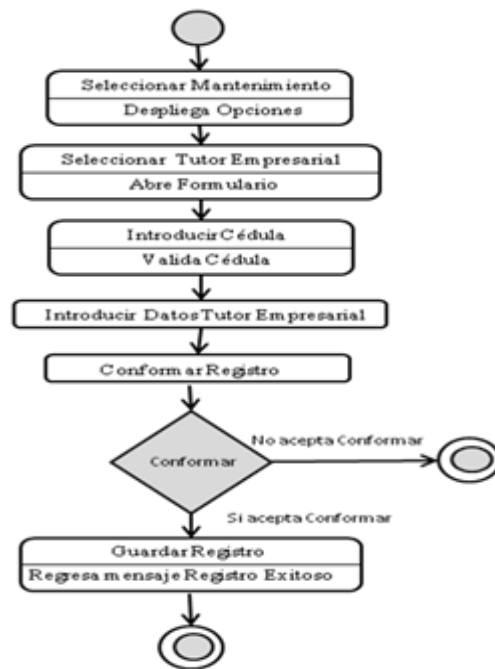 Seleccionar Mantenimiento
Despliega Opciones
Seleccionar Tutor Empresarial
Abre Formulario
Introducir Cédula
Valida Cédula
Introducir Datos Tutor Empresarial
Conformar Registro
Conformar
No acepta Conformar
Si acepta Conformar
Guardar Registro
Regresa mensaje Registro Exitoso